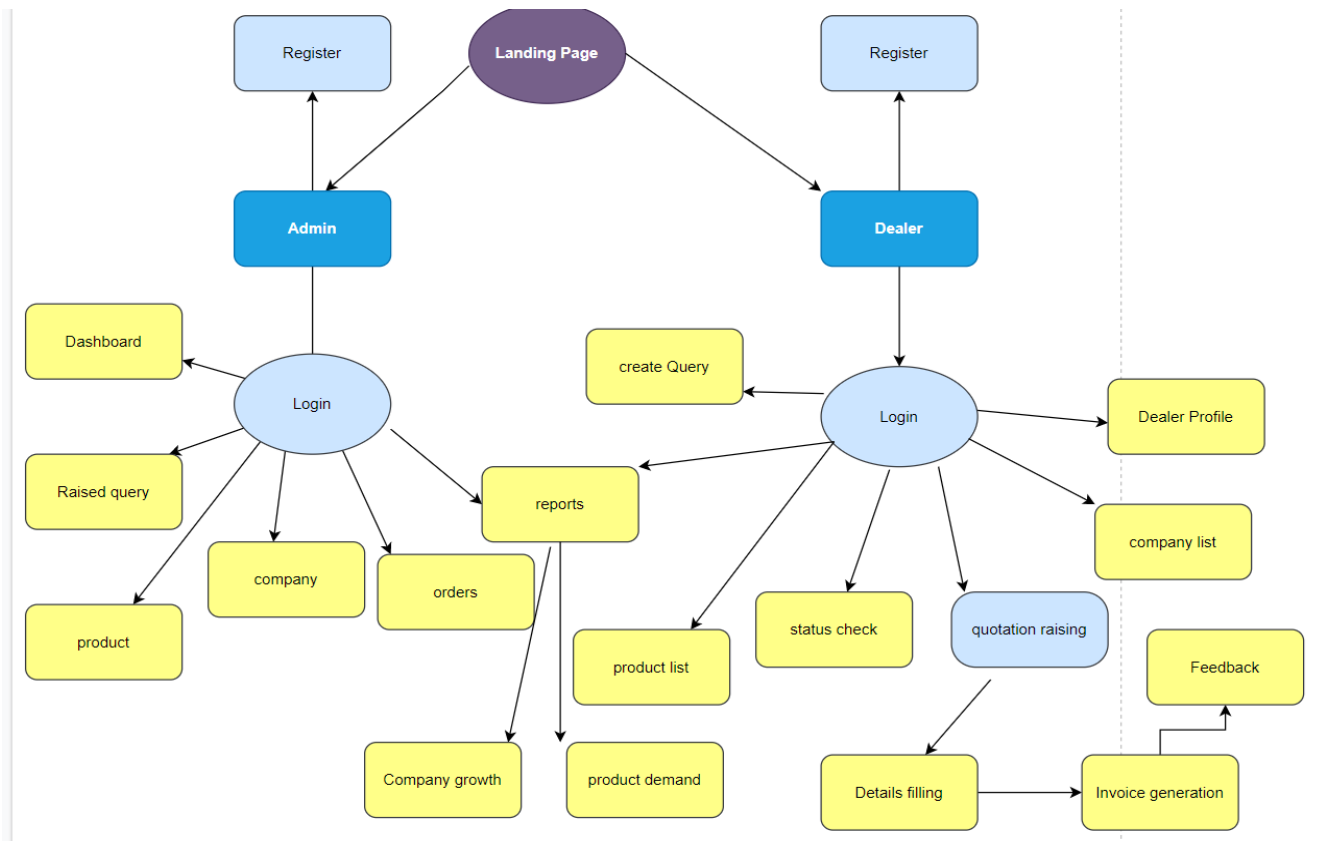 Register
Landing Page
Register
Admin
Dealer
Dashboard
create Query
Login
Login
Dealer Profile
Raised query
reports
company list
company
orders
product
status check
quotation raising
product list
Feedback
Company growth
product demand
Details filling
Invoice generation